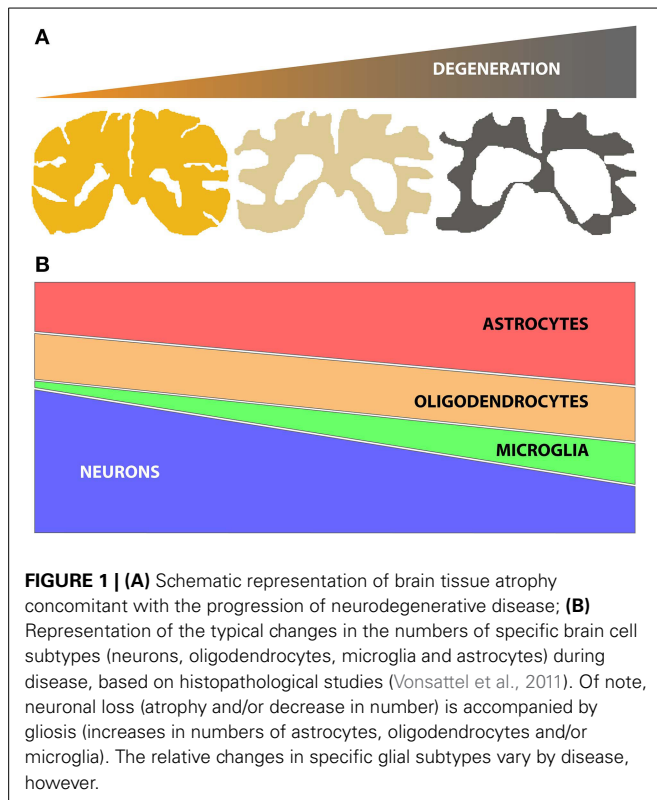 A
DEGENERATION
B
ASTROCYTES
OLIGODENDROCYTES
MICROGLIA
NEURONS
FIGURE 1 | (A) Schematic representation of brain tissue atrophy
concomitant with the progression of neurodegenerative disease; (B)
Representation of the typical changes in the numbers of specific brain cell
subtypes (neurons, oligodendrocytes, microglia and astrocytes) during
disease, based on histopathological studies (Vonsattel et al., 2011). Of note,
neuronal loss (atrophy and/or decrease in number) is accompanied by
gliosis (increases in numbers of astrocytes, oligodendrocytes and/or
microglia). The relative changes in specific glial subtypes vary by disease,
however.